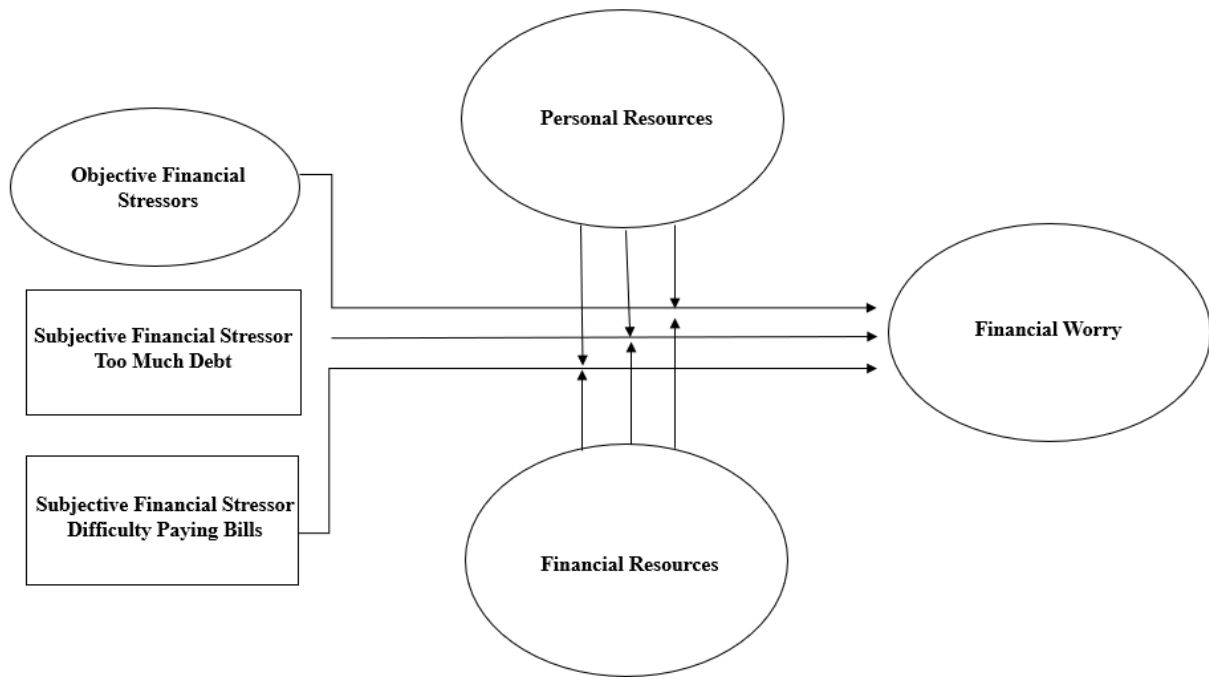 Personal Resources
Objective Financial
Stressors
Subjective Financial Stressor
Too Much Debt
Financial Worry
Subjective Financial Stressor
Difficulty Paying Bills
Financial Resources